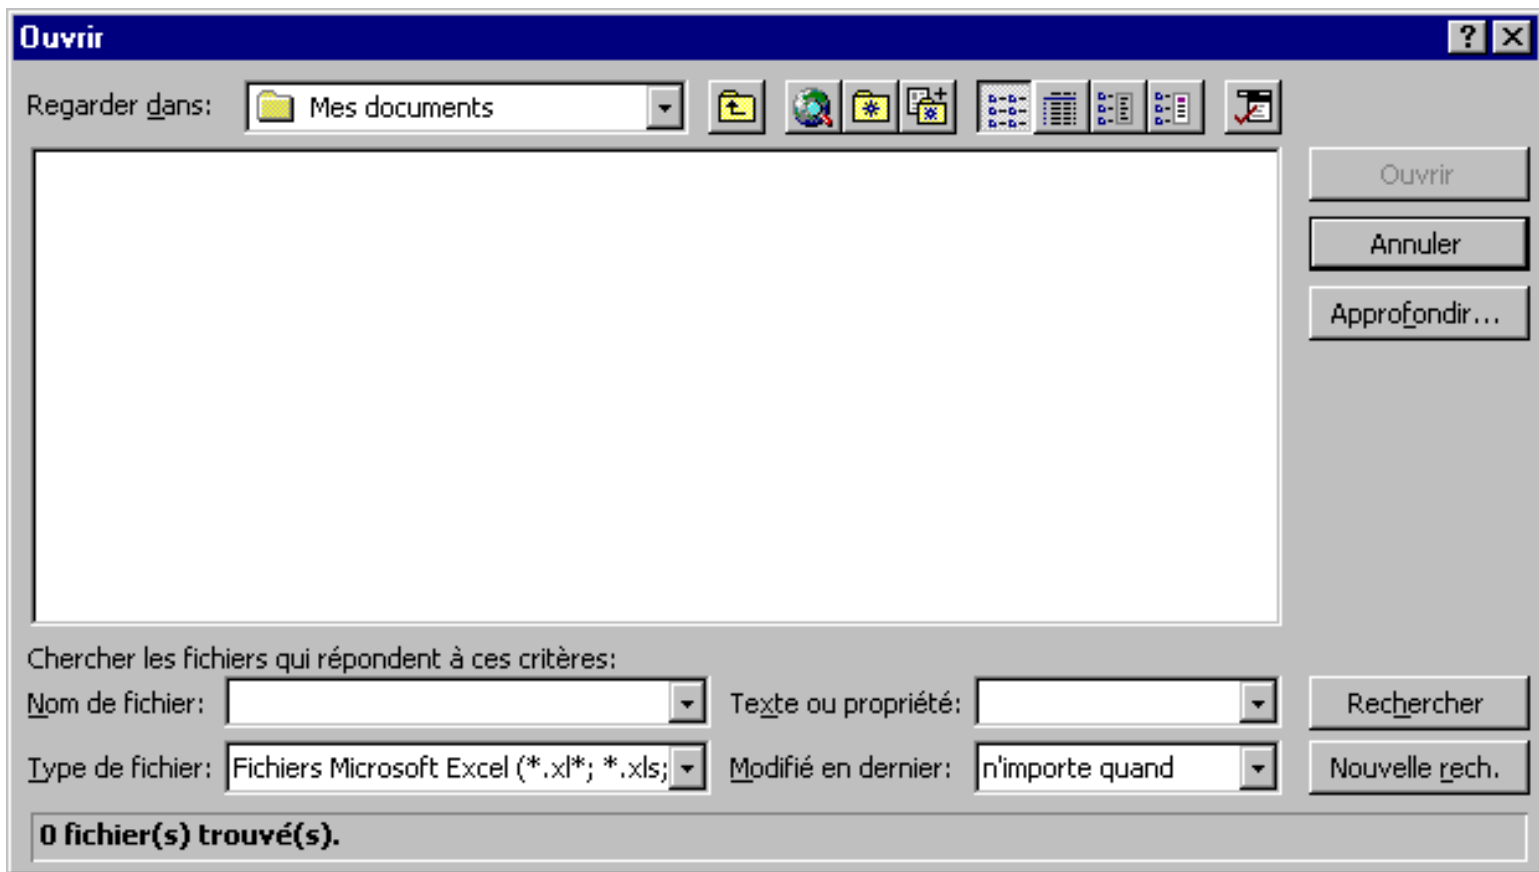 Ouvrir
Regarder dans: Mes documents
Ouvrir
Annuler
Approfondir...
Chercher les fichiers qui répondent à ces critères:
Nom de fichier: Texte ou propriété: Rechercher
Type de fichier: Fichiers Microsoft Excel (*.xl*; *.xls; Modifié en dernier: n'importe quand Nouvelle rech.
0 fichier(s) trouvé(s).